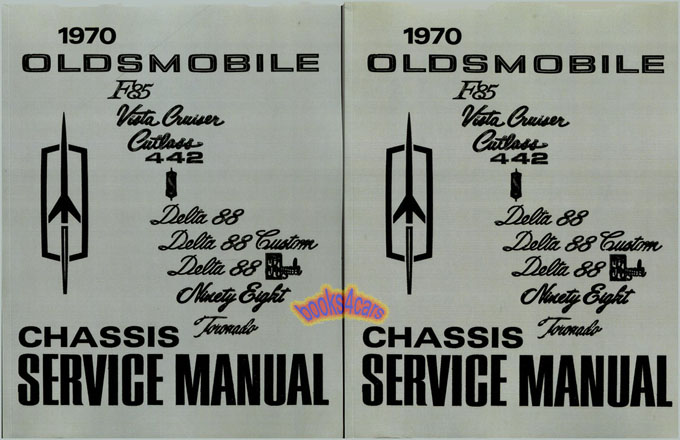 1970
OLDSMOBILE
F85
Vista Cruiser
Cutlass
442
Delta 88
Delta 88 Custom
Delta 88
Ninety Eight
Toronado
CHASSIS
SERVICE MANUAL
1970
OLDSMOBILE
F85
Vista Cruiser
Cutlass
442
Delta 88
Delta 88 Custom
Delta 88
Ninety Eight
Toronado
CHASSIS
SERVICE MANUAL
books4cars